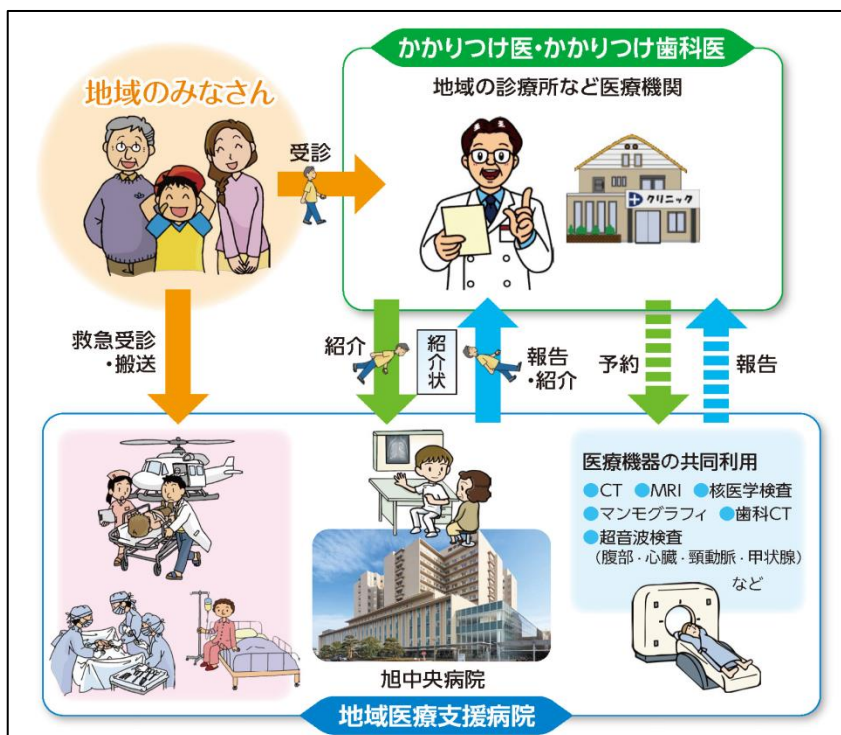 かかりつけ医・かかりつけ歯科医
地域のみなさん
地域の診療所など医療機関
受診
クリニック
救急受診
・搬送
紹介
紹介状
報告
・紹介
予約
報告
医療機器の共同利用
●CT ●MRI ●核医学検査
●マンモグラフィ ●歯科CT
●超音波検査
（腹部・心臓・頸動脈・甲状腺）
など
旭中央病院
地域医療支援病院